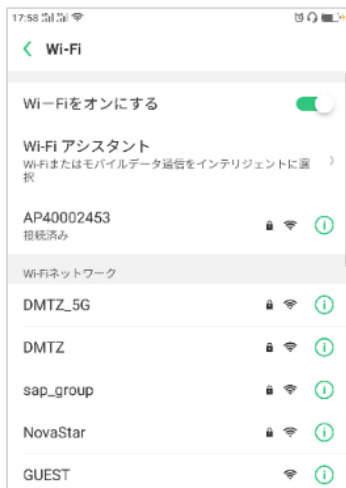 17:58
Wi-Fi
Wi-Fiをオンにする
Wi-Fi アシスタント
Wi-Fiまたはモバイルデータ通信をインテリジェントに選
択
AP40002453
接続済み
Wi-Fiネットワーク
DMTZ_5G
DMTZ
sap_group
NovaStar
GUEST